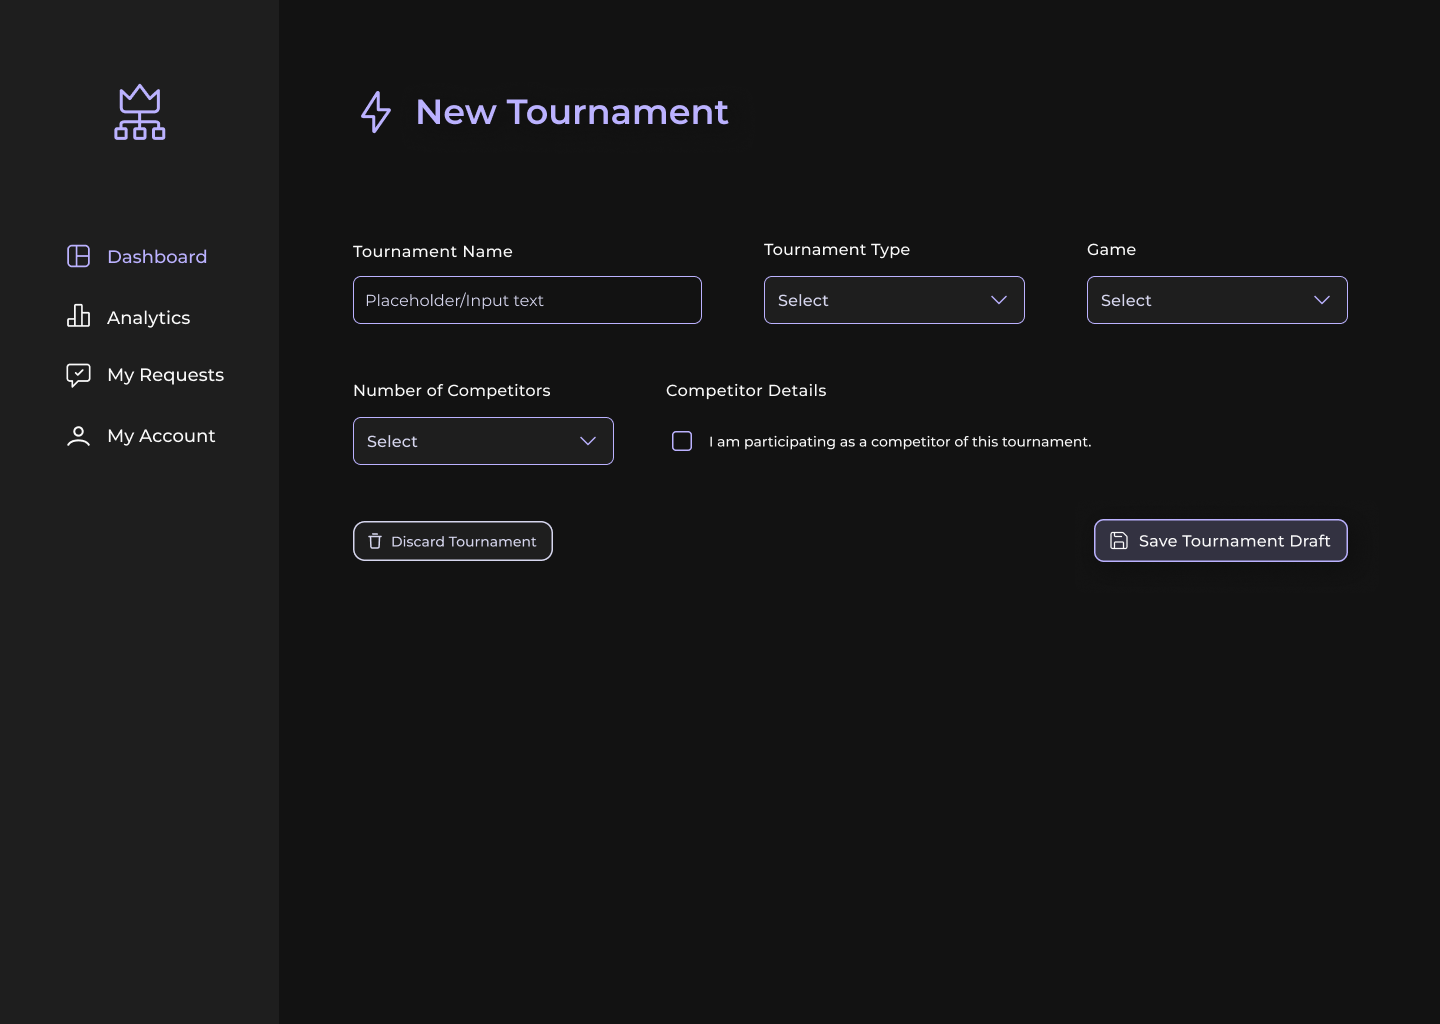 New Tournament
Dashboard
Analytics
My Requests
My Account
Tournament Name
Placeholder/Input text
Tournament Type
Select
Game
Select
Number of Competitors
Select
Competitor Details
I am participating as a competitor of this tournament.
Discard Tournament
Save Tournament Draft